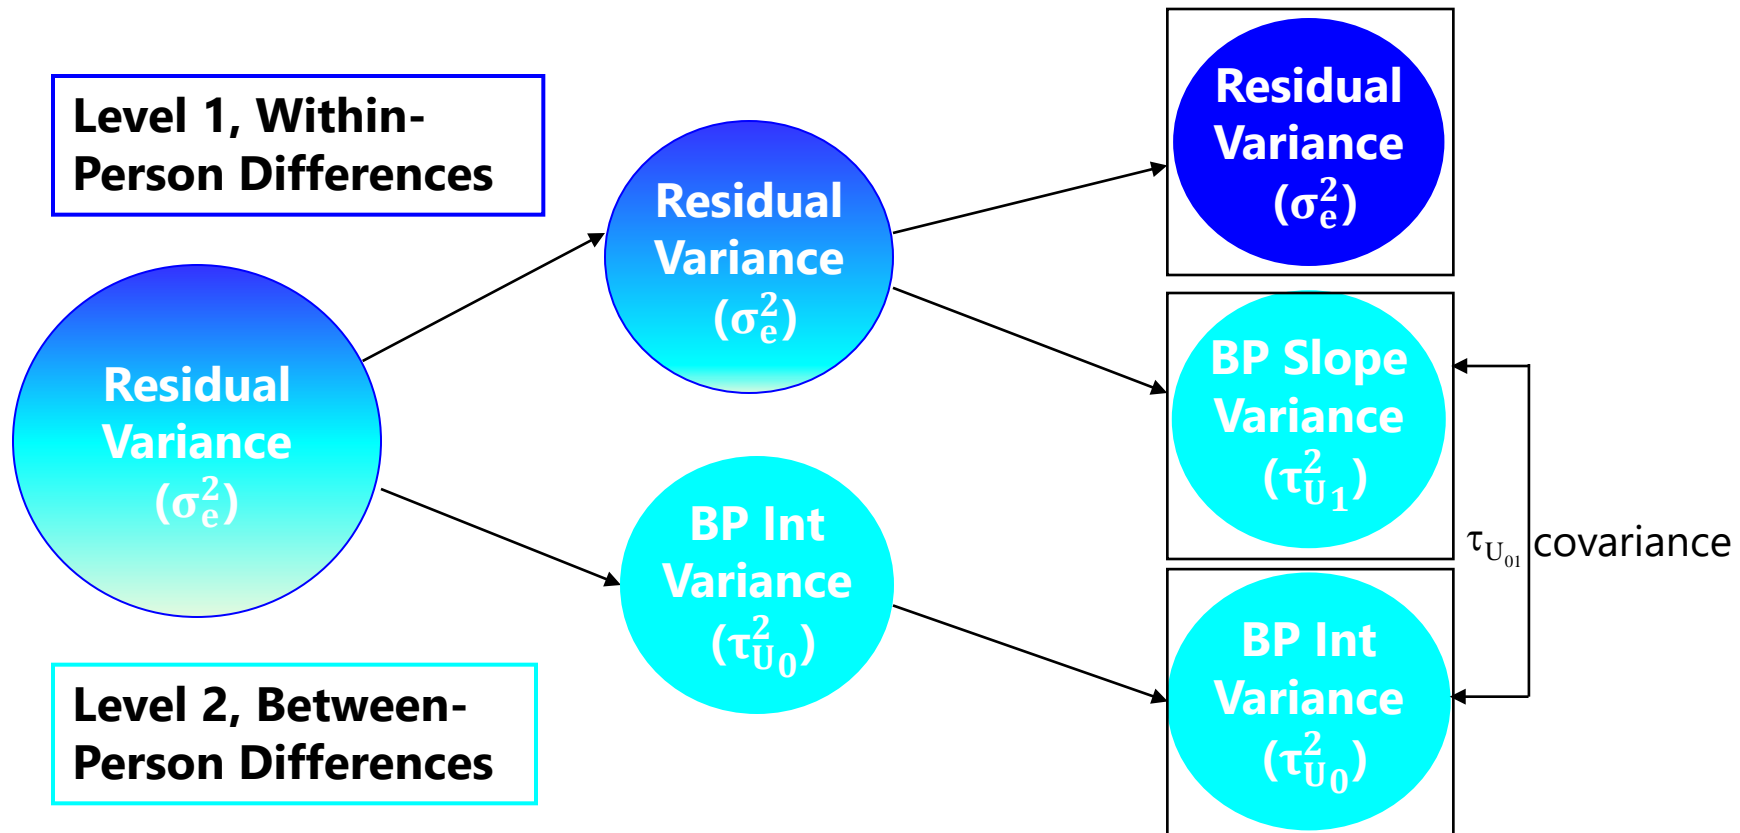 Level 1, Within-
Person Differences
Residual
Variance
(σ²ₑ)
Level 2, Between-
Person Differences
Residual
Variance
(σ²ₑ)
BP Int
Variance
(τ²U₀)
Residual
Variance
(σ²ₑ)
BP Slope
Variance
(τ²U₁)
BP Int
Variance
(τ²U₀)
τU₀₁ covariance